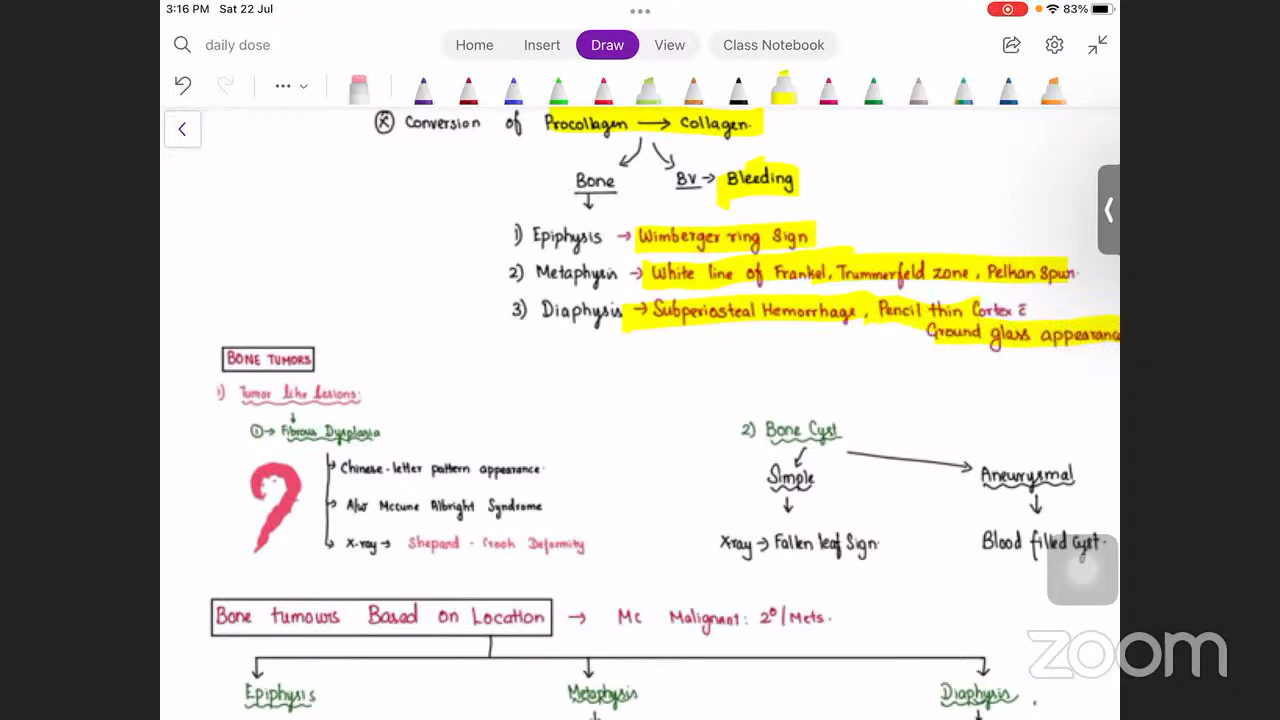 3:16 PM Sat 22 Jul
83%
daily dose
Home Insert Draw View Class Notebook
Conversion of Procollagen → Collagen.
Bone BV → Bleeding
1) Epiphysis → Wimberger ring Sign
2) Metaphysis → White line of Frankel, Trummerfeld zone, Pelkan Spur.
3) Diaphysis → Subperiosteal Hemorrhage, Pencil thin Cortex c̄
Ground glass appearance
BONE TUMORS
Tumor like lesions:
① → Fibrous Dysplasia
2) Bone Cyst
Chinese-letter pattern appearance.
Simple Aneurysmal
Also Mccune Albright Syndrome
X-ray → Shepard-Crook Deformity
Xray → Fallen leaf Sign.
Blood filled Cyst.
Bone tumours Based on Location → Mc Malignant: 2°/Mets.
Epiphysis Metaphysis Diaphysis
zoom